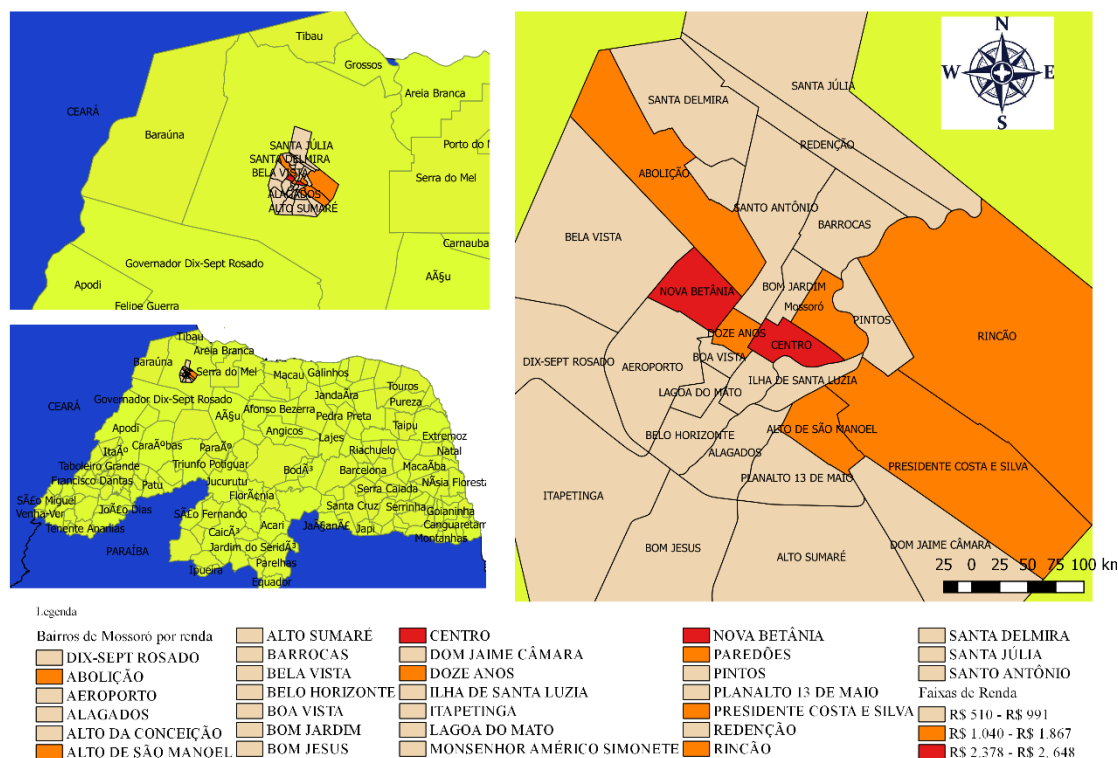 Tibau
Grossos
CEARÁ
Areia Branca
Baraúna
SANTA JÚLIA
Porto do M
SANTA DELMIRA
BELA VISTA
Serra do Mel
ALAGADOS
ALTO SUMARÉ
Carnauba
Governador Dix-Sept Rosado
AÃ§u
Apodi
Felipe Guerra
Tibau
Areia Branca
Baraúna
Serra do Mel
Macau
Galinhos
Touros
CEARÁ
Governador Dix-Sept Rosado
JandaÃ­ra
Pureza
Afonso Bezerra
AÃ§u
Pedra Preta
Taipu
Apodi
Angicos
Extremoz
CaraÃºbas
Lajes
ItaÃº
ParaÃº
Riachuelo
Natal
Taboleiro Grande
Triunfo Potiguar
BodÃ³
Barcelona
MacaÃ­ba
Francisco Dantas
Patu
Jucurutu
Serra Caiada
NÃ­sia Floresta
SÃ£o Miguel
FlorÃ¢nia
Santa Cruz
Serrinha
Goianinha
Venha-Ver
JoÃ£o Dias
SÃ£o Fernando
Acari
JaÃ§anÃ£
Japi
Canguaretam
Tenente Ananias
CaicÃ³
Montanhas
PARAÍBA
Jardim do SeridÃ³
Parelhas
Ipueira
Equador
N
W
E
S
SANTA JÚLIA
SANTA DELMIRA
REDENÇÃO
ABOLIÇÃO
SANTO ANTÔNIO
BARROCAS
BELA VISTA
NOVA BETÂNIA
BOM JARDIM
Mossoró
PINTOS
DOZE ANOS
CENTRO
RINCÃO
DIX-SEPT ROSADO
BOA VISTA
AEROPORTO
ILHA DE SANTA LUZIA
LAGOA DO MATO
BELO HORIZONTE
ALTO DE SÃO MANOEL
ALAGADOS
PRESIDENTE COSTA E SILVA
PLANALTO 13 DE MAIO
ITAPETINGA
BOM JESUS
ALTO SUMARÉ
DOM JAIME CÂMARA
25 0 25 50 75 100 km
Legenda
Bairros de Mossoró por renda
DIX-SEPT ROSADO
ABOLIÇÃO
AEROPORTO
ALAGADOS
ALTO DA CONCEIÇÃO
ALTO DE SÃO MANOEL
ALTO SUMARÉ
BARROCAS
BELA VISTA
BELO HORIZONTE
BOA VISTA
BOM JARDIM
BOM JESUS
CENTRO
DOM JAIME CÂMARA
DOZE ANOS
ILHA DE SANTA LUZIA
ITAPETINGA
LAGOA DO MATO
MONSENHOR AMÉRICO SIMONETE
NOVA BETÂNIA
PAREDÕES
PINTOS
PLANALTO 13 DE MAIO
PRESIDENTE COSTA E SILVA
REDENÇÃO
RINCÃO
SANTA DELMIRA
SANTA JÚLIA
SANTO ANTÔNIO
Faixas de Renda
R$ 510 - R$ 991
R$ 1.040 - R$ 1.867
R$ 2.378 - R$ 2. 648